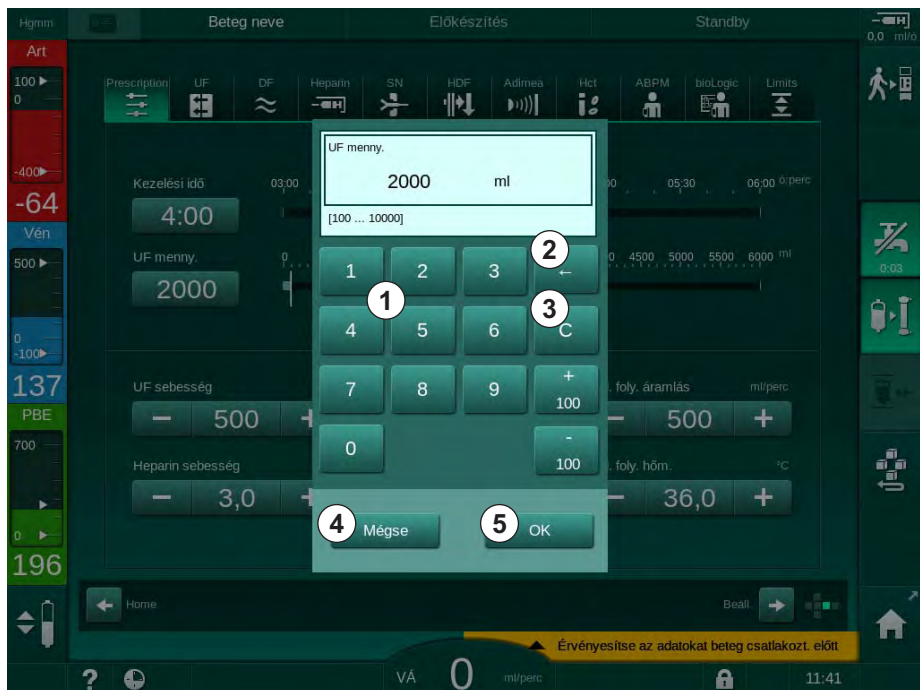 Hgmm
Beteg neve
Előkészítés
Standby
0,0 ml/ó
Art
100
0
-400
-64
Vén
500
0
-100
137
PBE
700
0
196
Prescription UF DF Heparin SN HDF Adimea Hct ABPM bioLogic Limits
Kezelési idő
03:00
05:30 06:00 ó:perc
4:00
UF menny.
0
4500 5000 5500 6000 ml
2000
UF sebesség
− 500
foly. áramlás ml/perc
500 +
Heparin sebesség
− 3,0
foly. hőm. °C
− 36,0 +
UF menny.
2000 ml
[100 ... 10000]
1 2 3 ←
4 5 6 C
7 8 9 + 100
0 - 100
Mégse OK
1
2
3
4
5
0:03
Home
Beáll.
Érvényesítse az adatokat beteg csatlakozt. előtt
?
VÁ 0 ml/perc
11:41